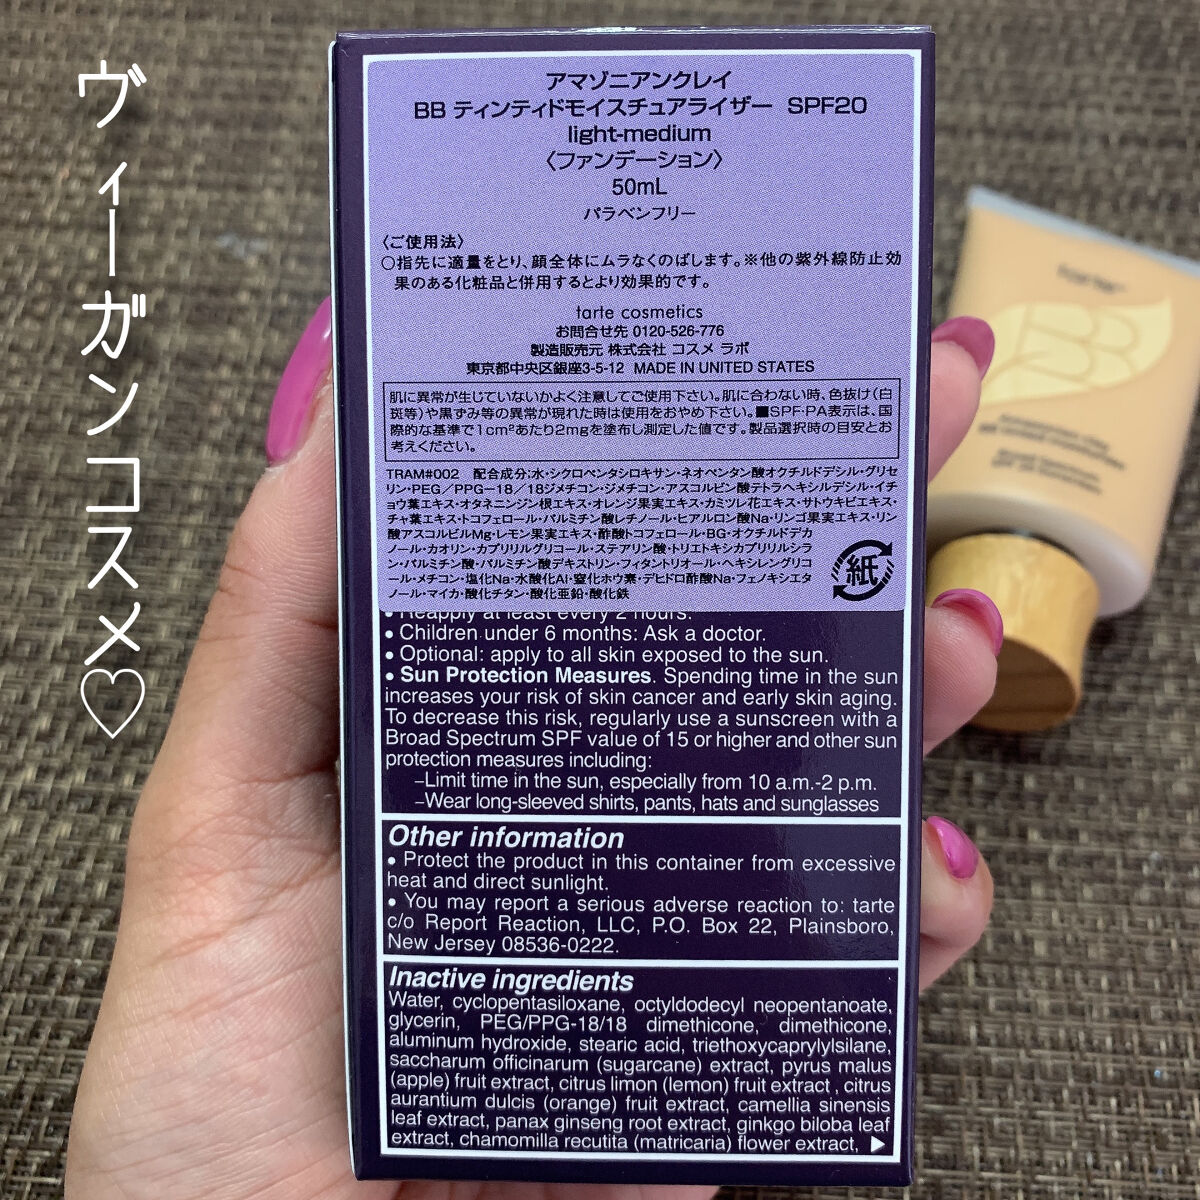 ヴィーガンコスメ♡
アマゾニアンクレイ
BB ティンティドモイスチュアライザー SPF20
light-medium
〈ファンデーション〉
50mL
パラベンフリー
〈ご使用法〉
○指先に適量をとり、顔全体にムラなくのばします。※他の紫外線防止効
果のある化粧品と併用するとより効果的です。
tarte cosmetics
お問合せ先 0120-526-776
製造販売元 株式会社 コスメ ラボ
東京都中央区銀座3-5-12 MADE IN UNITED STATES
肌に異常が生じていないかよく注意してご使用下さい。肌に合わない時、色抜け(白
斑等)や黒ずみ等の異常が現れた時は使用をおやめ下さい。■SPF・PA表示は、国
際的な基準で1cm²あたり2mgを塗布し測定した値です。製品選択時の目安とお
考えください。
TRAM#002 配合成分:水・シクロペンタシロキサン・ネオペンタン酸オクチルドデシル・グリセ
リン・PEG/PPG-18/18ジメチコン・ジメチコン・アスコルビン酸テトラヘキシルデシル・イチ
ョウ葉エキス・オタネニンジン根エキス・オレンジ果実エキス・カミツレ花エキス・サトウキビエキス・
チャ葉エキス・トコフェロール・パルミチン酸レチノール・ヒアルロン酸Na・リンゴ果実エキス・リン
酸アスコルビルMg・レモン果実エキス・酢酸トコフェロール・BG・オクチルドデカ
ノール・カオリン・カプリリルグリコール・ステアリン酸・トリエトキシカプリリルシラ
ン・パルミチン酸・パルミチン酸デキストリン・フィタントリオール・ヘキシレングリコ
ール・メチコン・塩化Na・水酸化Al・窒化ホウ素・デヒドロ酢酸Na・フェノキシエタ
ノール・マイカ・酸化チタン・酸化亜鉛・酸化鉄
紙
• Reapply at least every 2 hours.
• Children under 6 months: Ask a doctor.
• Optional: apply to all skin exposed to the sun.
• Sun Protection Measures. Spending time in the sun
increases your risk of skin cancer and early skin aging.
To decrease this risk, regularly use a sunscreen with a
Broad Spectrum SPF value of 15 or higher and other sun
protection measures including:
–Limit time in the sun, especially from 10 a.m.-2 p.m.
–Wear long-sleeved shirts, pants, hats and sunglasses
Other information
• Protect the product in this container from excessive
heat and direct sunlight.
• You may report a serious adverse reaction to: tarte
c/o Report Reaction, LLC, P.O. Box 22, Plainsboro,
New Jersey 08536-0222.
Inactive ingredients
Water, cyclopentasiloxane, octyldodecyl neopentanoate,
glycerin, PEG/PPG-18/18 dimethicone, dimethicone,
aluminum hydroxide, stearic acid, triethoxycaprylylsilane,
saccharum officinarum (sugarcane) extract, pyrus malus
(apple) fruit extract, citrus limon (lemon) fruit extract , citrus
aurantium dulcis (orange) fruit extract, camellia sinensis
leaf extract, panax ginseng root extract, ginkgo biloba leaf
extract, chamomilla recutita (matricaria) flower extract, ▶
tarte
BB